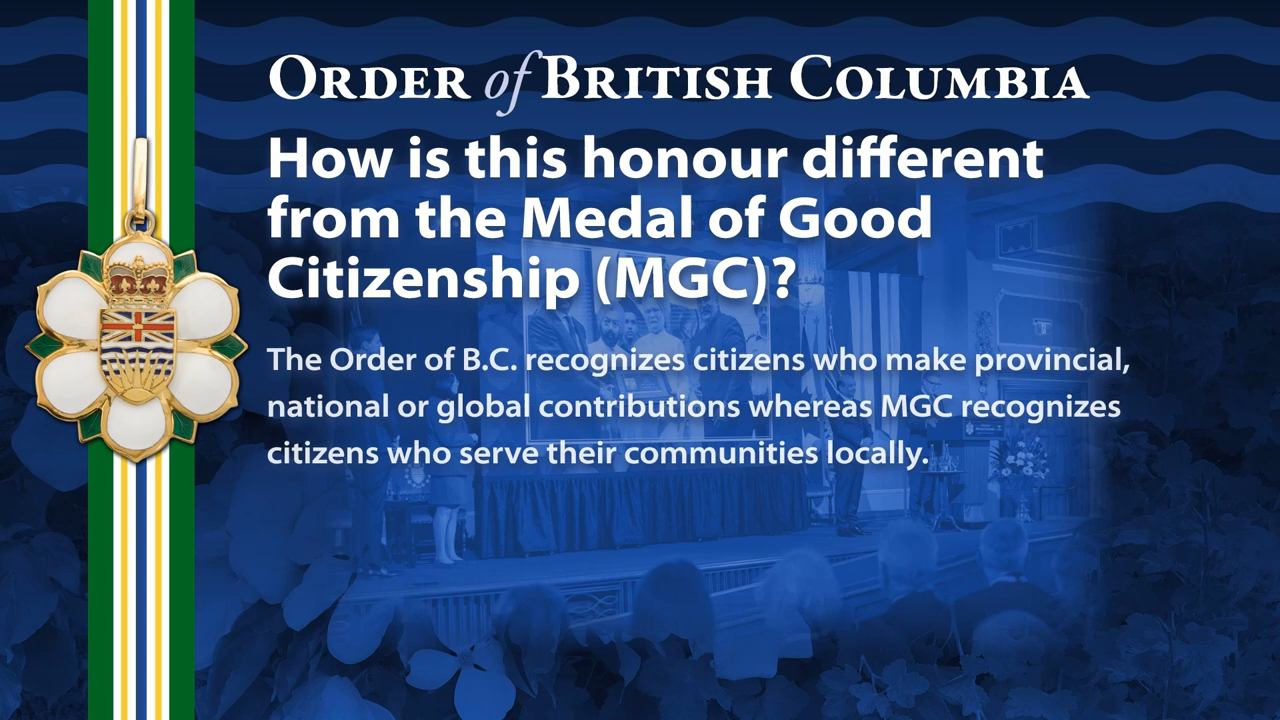 Order of British Columbia
How is this honour different
from the Medal of Good
Citizenship (MGC)?
The Order of B.C. recognizes citizens who make provincial,
national or global contributions whereas MGC recognizes
citizens who serve their communities locally.